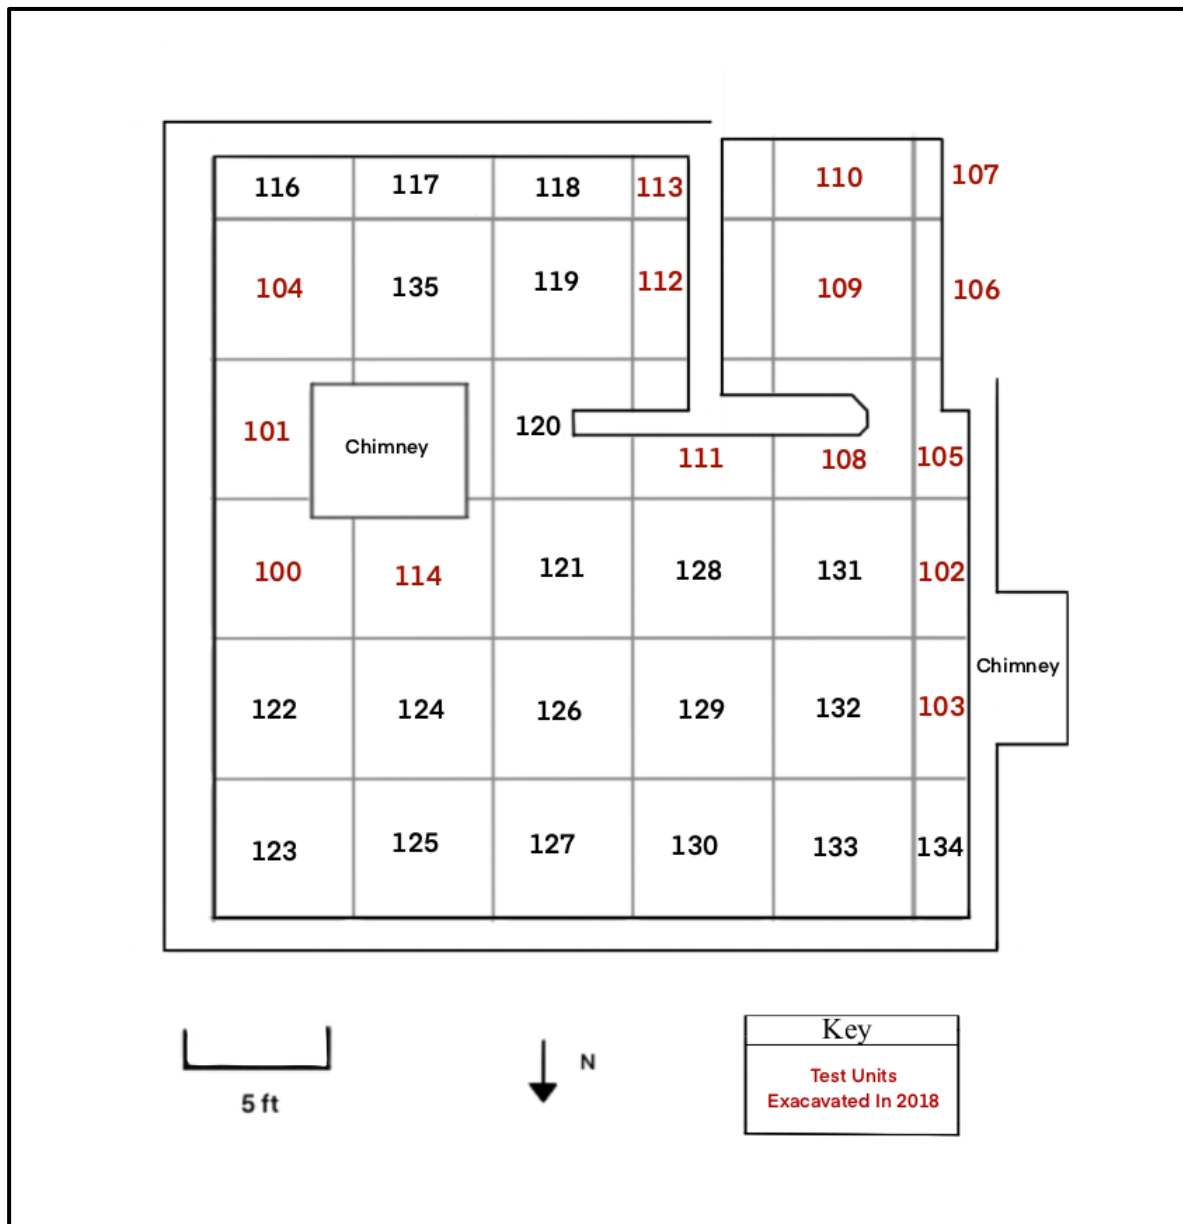 116 117 118 113 110 107
104 135 119 112 109 106
101 Chimney 120 111 108 105
100 114 121 128 131 102
Chimney
122 124 126 129 132 103
123 125 127 130 133 134
5 ft
N
Key
Test Units
Exacavated In 2018